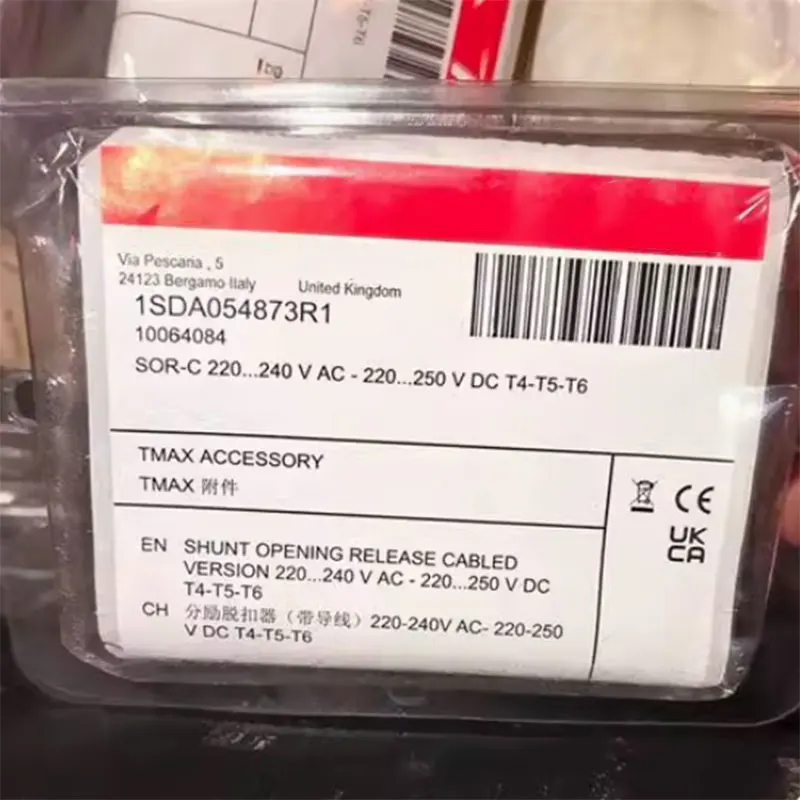 T5-T6
Via Pescaria , 5
24123 Bergamo Italy United Kingdom
1SDA054873R1
10064084
SOR-C 220...240 V AC - 220...250 V DC T4-T5-T6
TMAX ACCESSORY
TMAX 附件
EN SHUNT OPENING RELEASE CABLED
VERSION 220...240 V AC - 220...250 V DC
T4-T5-T6
CH 分励脱扣器（带导线）220-240V AC- 220-250
V DC T4-T5-T6
CE
UK
CA